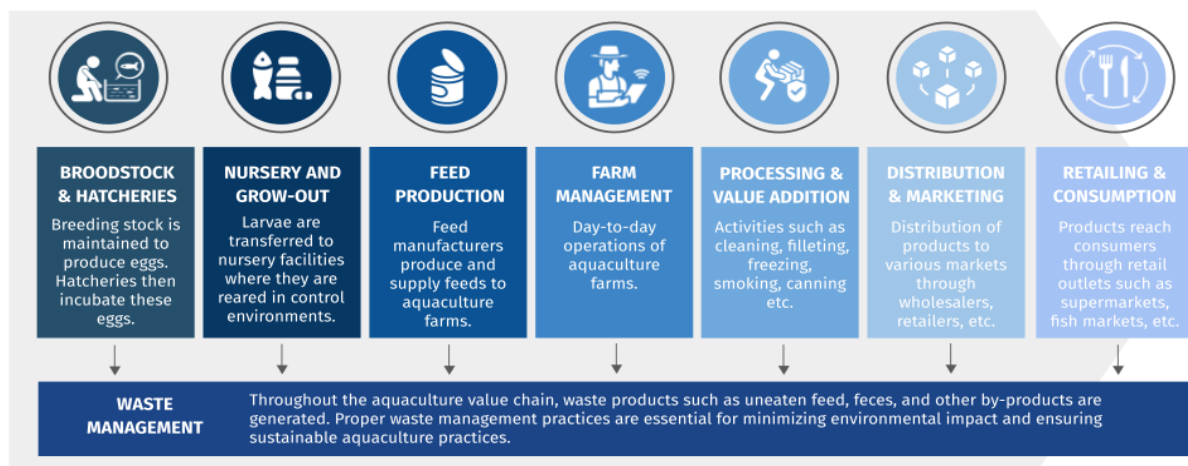 BROODSTOCK
& HATCHERIES
Breeding stock is
maintained to
produce eggs.
Hatcheries then
incubate these
eggs.
NURSERY AND
GROW-OUT
Larvae are
transferred to
nursery facilities
where they are
reared in control
environments.
FEED
PRODUCTION
Feed
manufacturers
produce and
supply feeds to
aquaculture
farms.
FARM
MANAGEMENT
Day-to-day
operations of
aquaculture
farms.
PROCESSING &
VALUE ADDITION
Activities such as
cleaning, filleting,
freezing,
smoking, canning
etc.
DISTRIBUTION
& MARKETING
Distribution of
products to
various markets
through
wholesalers,
retailers, etc.
RETAILING &
CONSUMPTION
Products reach
consumers
through retail
outlets such as
supermarkets,
fish markets, etc.
WASTE
MANAGEMENT
Throughout the aquaculture value chain, waste products such as uneaten feed, feces, and other by-products are
generated. Proper waste management practices are essential for minimizing environmental impact and ensuring
sustainable aquaculture practices.